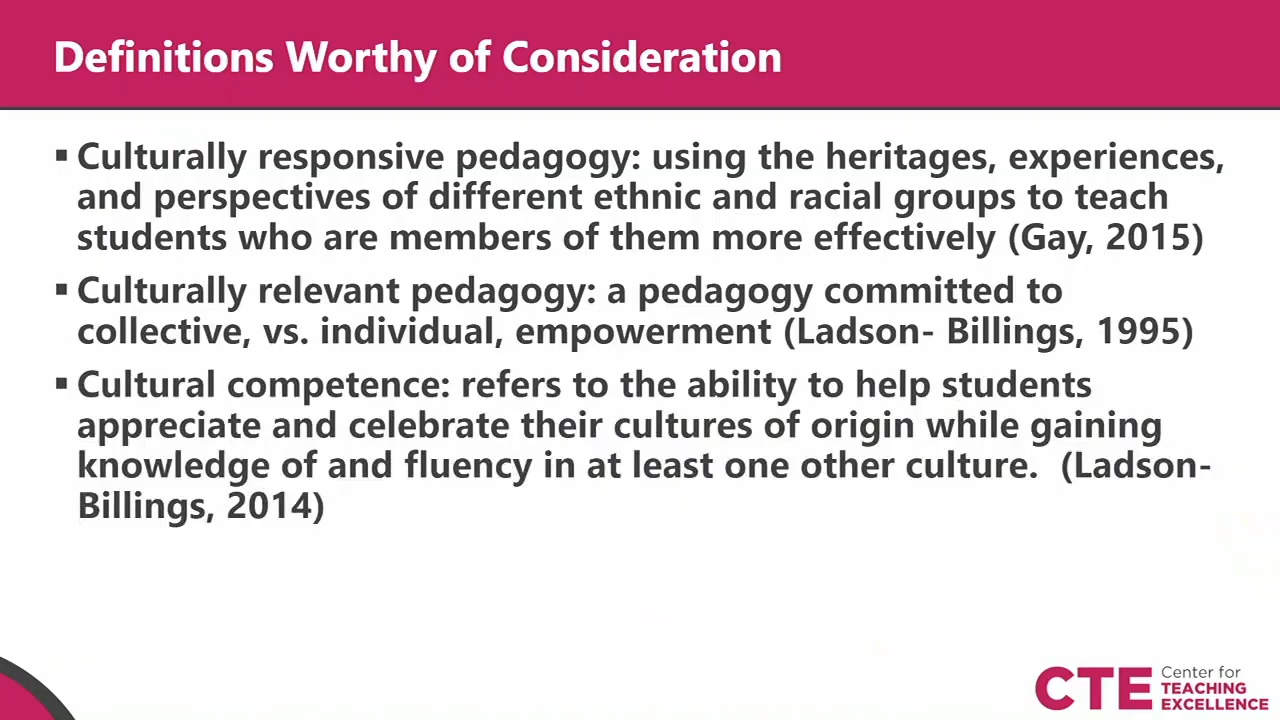 Definitions Worthy of Consideration
▪ Culturally responsive pedagogy: using the heritages, experiences,
and perspectives of different ethnic and racial groups to teach
students who are members of them more effectively (Gay, 2015)
▪ Culturally relevant pedagogy: a pedagogy committed to
collective, vs. individual, empowerment (Ladson- Billings, 1995)
▪ Cultural competence: refers to the ability to help students
appreciate and celebrate their cultures of origin while gaining
knowledge of and fluency in at least one other culture.  (Ladson-
Billings, 2014)
CTE
Center for
TEACHING
EXCELLENCE